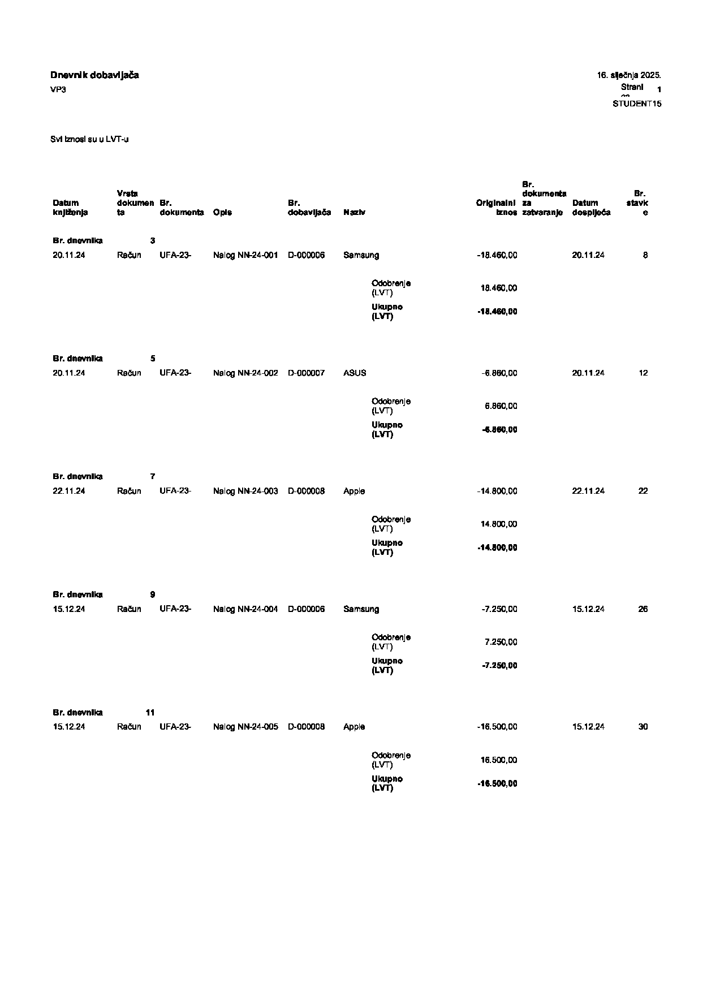 Dnevnik dobavljača
16. siječnja 2025.
VP3
Strani 1
STUDENT15
Svi iznosi su u LVT-u
Datum knjiženja Vrsta dokumen ta Br. dokumenta Opis Br. dobavljača Naziv Originalni iznos Br. dokumenta za zatvaranje Datum dospijeća Br. stavk e
Br. dnevnika 3
20.11.24 Račun UFA-23- Nalog NN-24-001 D-000006 Samsung -18.460,00 20.11.24 8
Odobrenje (LVT) 18.460,00
Ukupno (LVT) -18.460,00
Br. dnevnika 5
20.11.24 Račun UFA-23- Nalog NN-24-002 D-000007 ASUS -6.860,00 20.11.24 12
Odobrenje (LVT) 6.860,00
Ukupno (LVT) -6.860,00
Br. dnevnika 7
22.11.24 Račun UFA-23- Nalog NN-24-003 D-000008 Apple -14.800,00 22.11.24 22
Odobrenje (LVT) 14.800,00
Ukupno (LVT) -14.800,00
Br. dnevnika 9
15.12.24 Račun UFA-23- Nalog NN-24-004 D-000006 Samsung -7.250,00 15.12.24 26
Odobrenje (LVT) 7.250,00
Ukupno (LVT) -7.250,00
Br. dnevnika 11
15.12.24 Račun UFA-23- Nalog NN-24-005 D-000008 Apple -16.500,00 15.12.24 30
Odobrenje (LVT) 16.500,00
Ukupno (LVT) -16.500,00